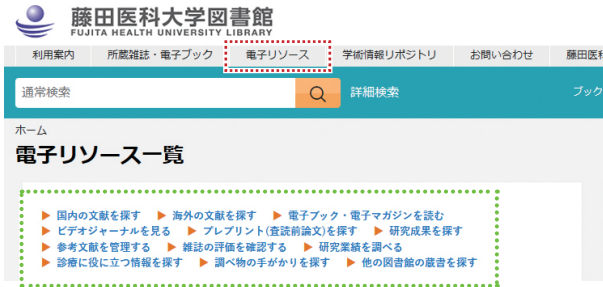 藤田医科大学図書館
FUJITA HEALTH UNIVERSITY LIBRARY
利用案内 所蔵雑誌・電子ブック 電子リソース 学術情報リポジトリ お問い合わせ 藤田医科
通常検索 詳細検索 ブック
ホーム
電子リソース一覧
▶ 国内の文献を探す ▶ 海外の文献を探す ▶ 電子ブック・電子マガジンを読む
▶ ビデオジャーナルを見る ▶ プレプリント(査読前論文)を探す ▶ 研究成果を探す
▶ 参考文献を管理する ▶ 雑誌の評価を確認する ▶ 研究業績を調べる
▶ 診療に役に立つ情報を探す ▶ 調べ物の手がかりを探す ▶ 他の図書館の蔵書を探す